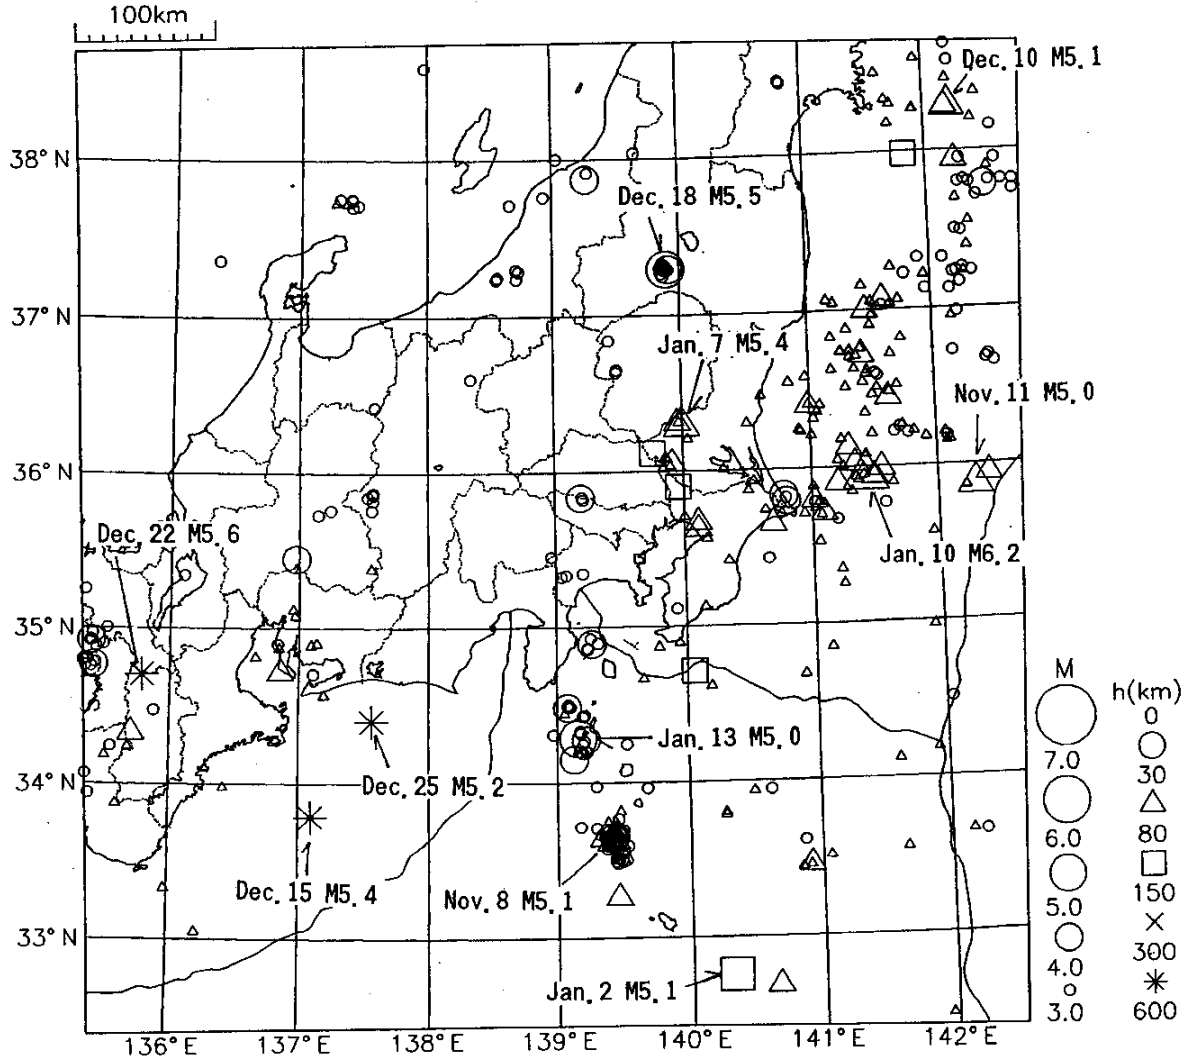 100km
Dec. 10 M5.1
38°N
Dec. 18 M5.5
37°N
Jan. 7 M5.4
Nov. 11 M5.0
36°N
Dec. 22 M5.6
Jan. 10 M6.2
35°N
M
h(km)
0
Jan. 13 M5.0
7.0
30
34°N
Dec. 25 M5.2
6.0
80
Dec. 15 M5.4
Nov. 8 M5.1
150
5.0
33°N
300
4.0
Jan. 2 M5.1
600
3.0
136°E 137°E 138°E 139°E 140°E 141°E 142°E